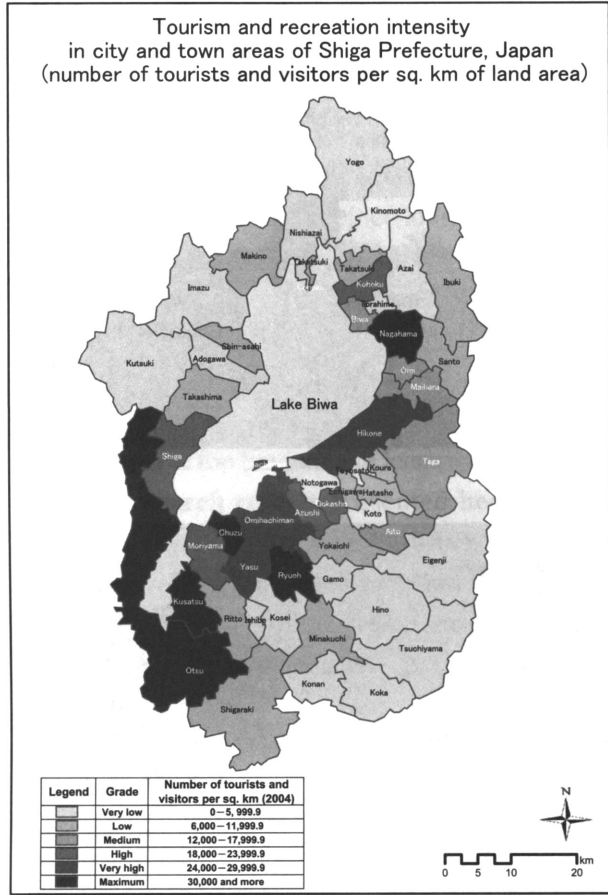 Tourism and recreation intensity
in city and town areas of Shiga Prefecture, Japan
(number of tourists and visitors per sq. km of land area)
Yogo
Kinomoto
Nishiazai
Makino
Takatsuki
Azai
Ibuki
Imazu
Kohoku
Torahime
Biwa
Nagahama
Shin-asahi
Kutsuki
Adogawa
Santo
Omi
Maihara
Takashima
Lake Biwa
Hikone
Shiga
Taga
Toyosato
Koura
Notogawa
Echigawa
Hatasho
Gokasho
Azuchi
Koto
Omihachiman
Chuzu
Aitu
Moriyama
Yokaichi
Eigenji
Yasu
Ryuoh
Gamo
Kusatsu
Hino
Ritto
Ishibe
Kosei
Minakuchi
Tsuchiyama
Otsu
Konan
Koka
Shigaraki
Legend Grade Number of tourists and
visitors per sq. km (2004)
Very low 0－5, 999.9
Low 6,000－11,999.9
Medium 12,000－17,999.9
High 18,000－23,999.9
Very high 24,000－29,999.9
Maximum 30,000 and more
N
km
0 5 10 20